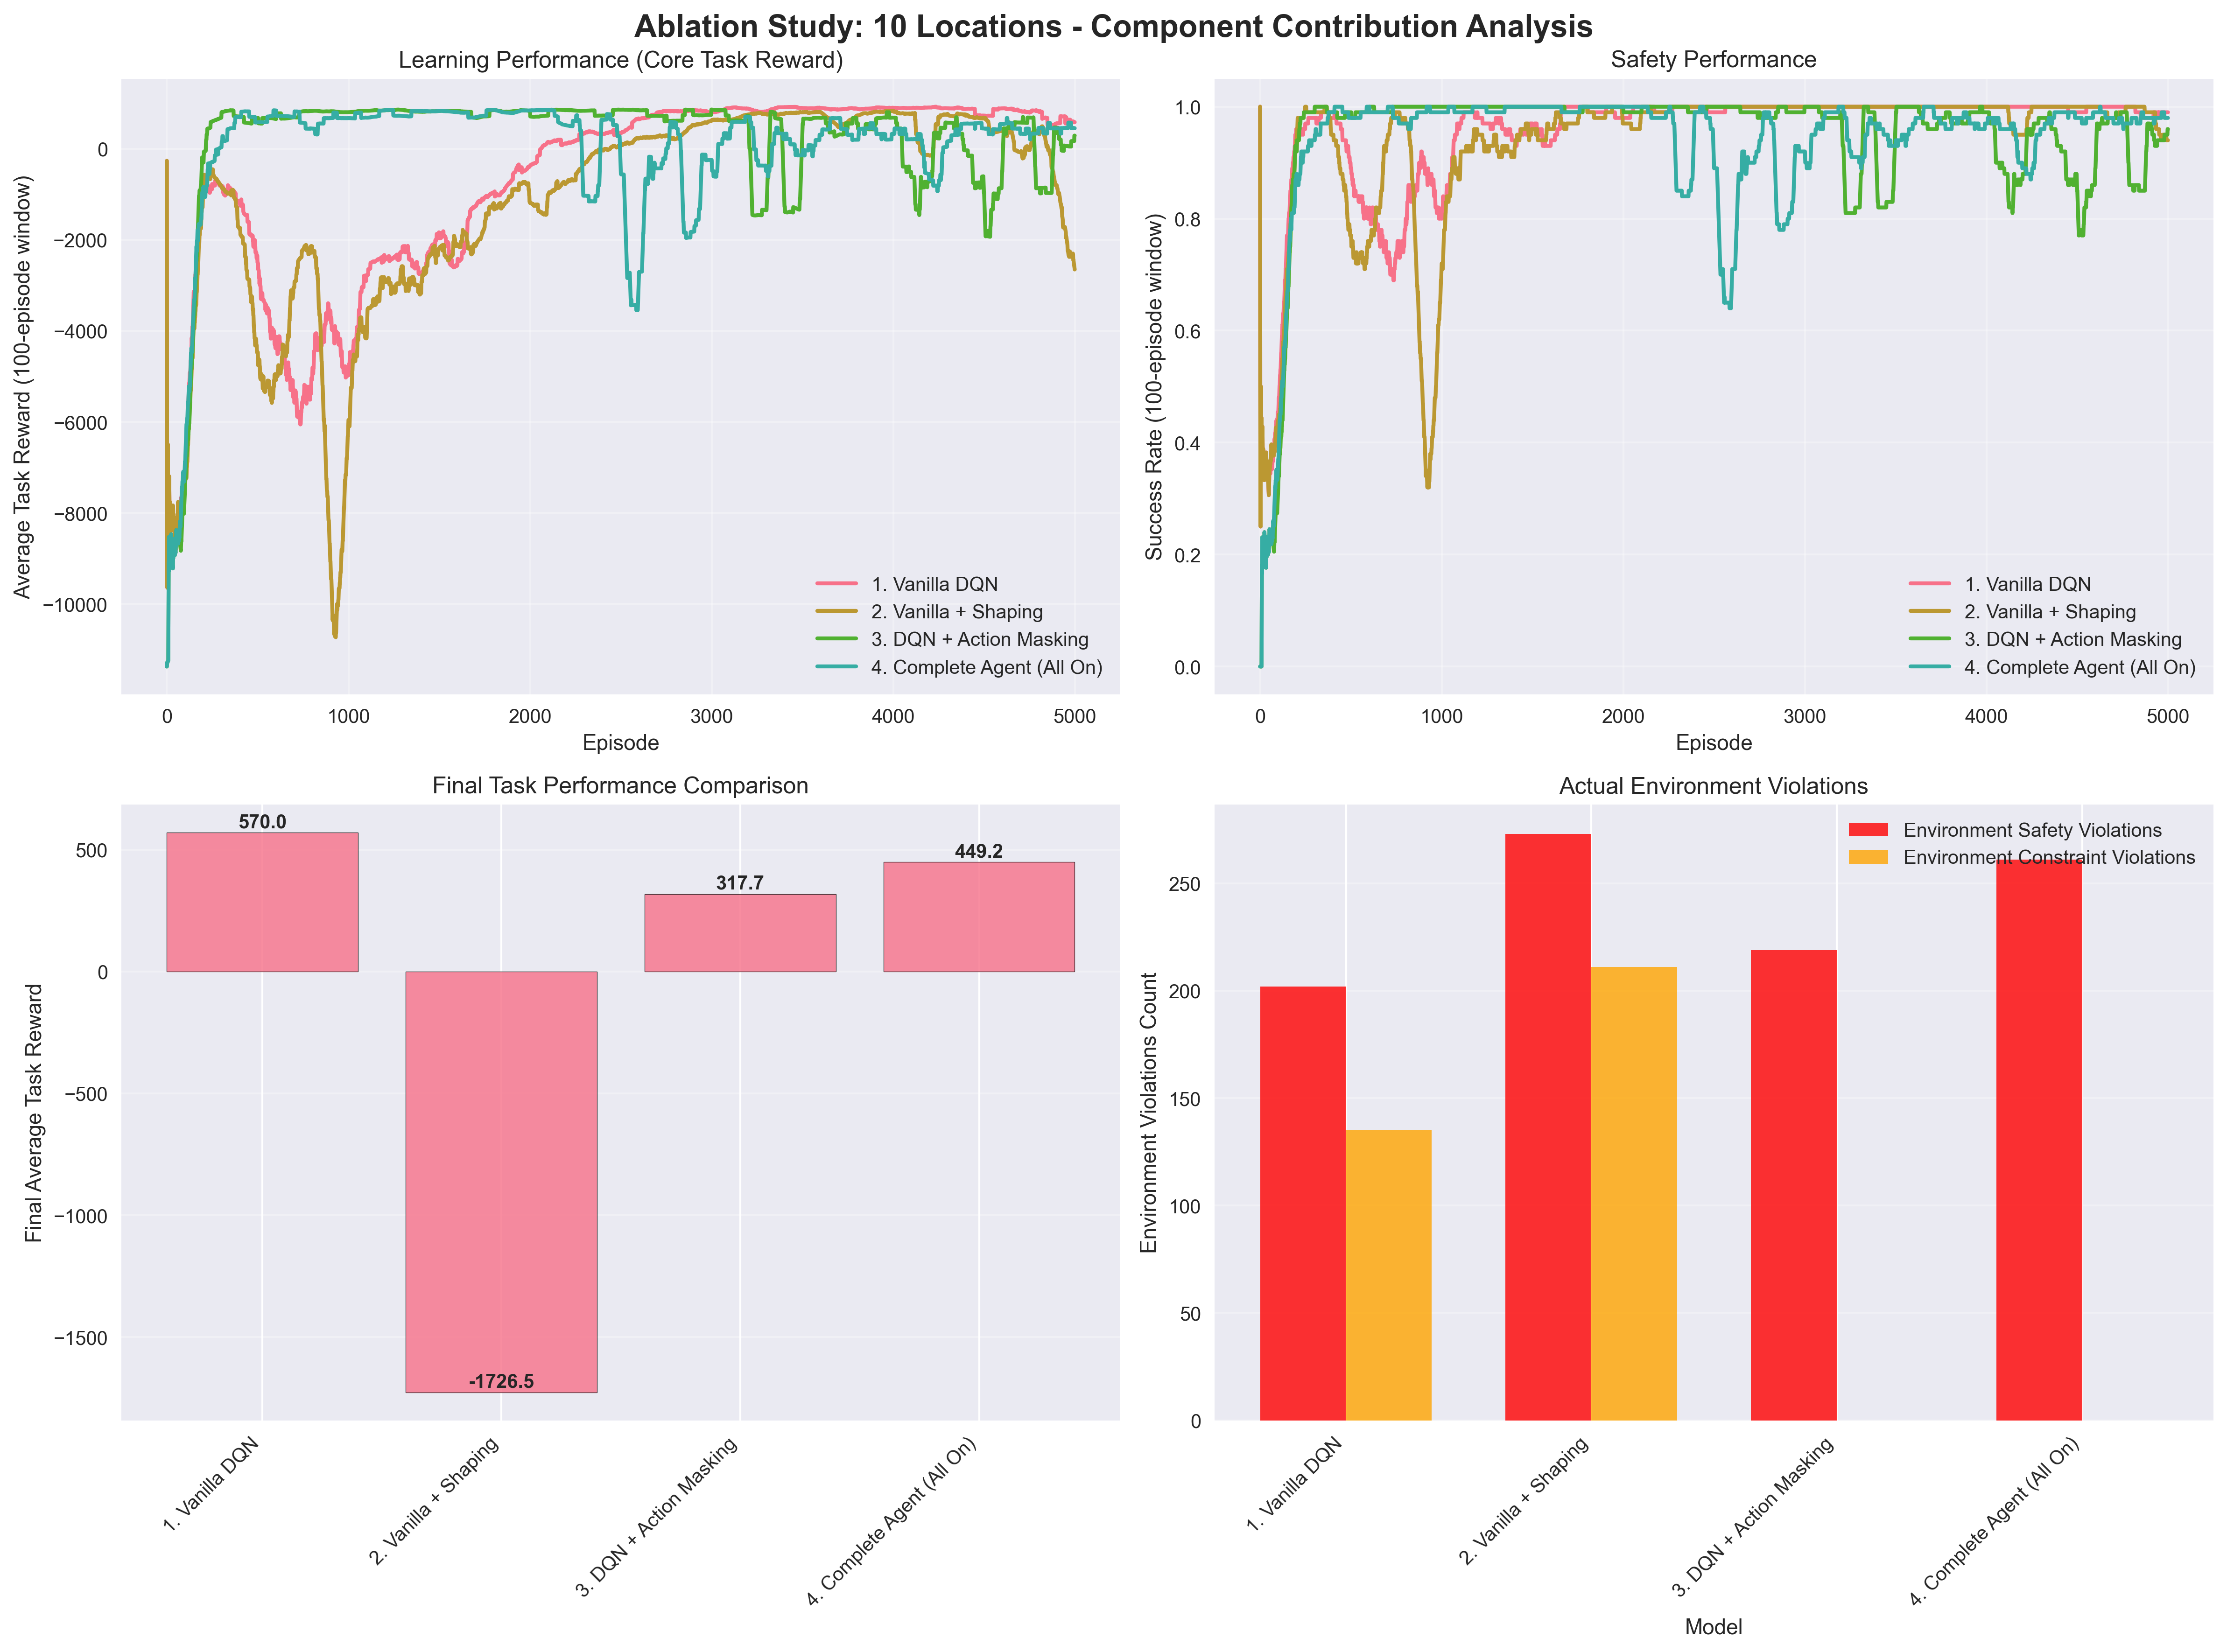 Ablation Study: 10 Locations - Component Contribution Analysis
Learning Performance (Core Task Reward)
Average Task Reward (100-episode window)
0
−2000
−4000
−6000
−8000
−10000
1. Vanilla DQN
2. Vanilla + Shaping
3. DQN + Action Masking
4. Complete Agent (All On)
0 1000 2000 3000 4000 5000
Episode
Safety Performance
Success Rate (100-episode window)
1.0
0.8
0.6
0.4
0.2
0.0
1. Vanilla DQN
2. Vanilla + Shaping
3. DQN + Action Masking
4. Complete Agent (All On)
0 1000 2000 3000 4000 5000
Episode
Final Task Performance Comparison
Final Average Task Reward
500
0
−500
−1000
−1500
570.0
-1726.5
317.7
449.2
1. Vanilla DQN
2. Vanilla + Shaping
3. DQN + Action Masking
4. Complete Agent (All On)
Actual Environment Violations
Environment Violations Count
250
200
150
100
50
0
Environment Safety Violations
Environment Constraint Violations
1. Vanilla DQN
2. Vanilla + Shaping
3. DQN + Action Masking
4. Complete Agent (All On)
Model